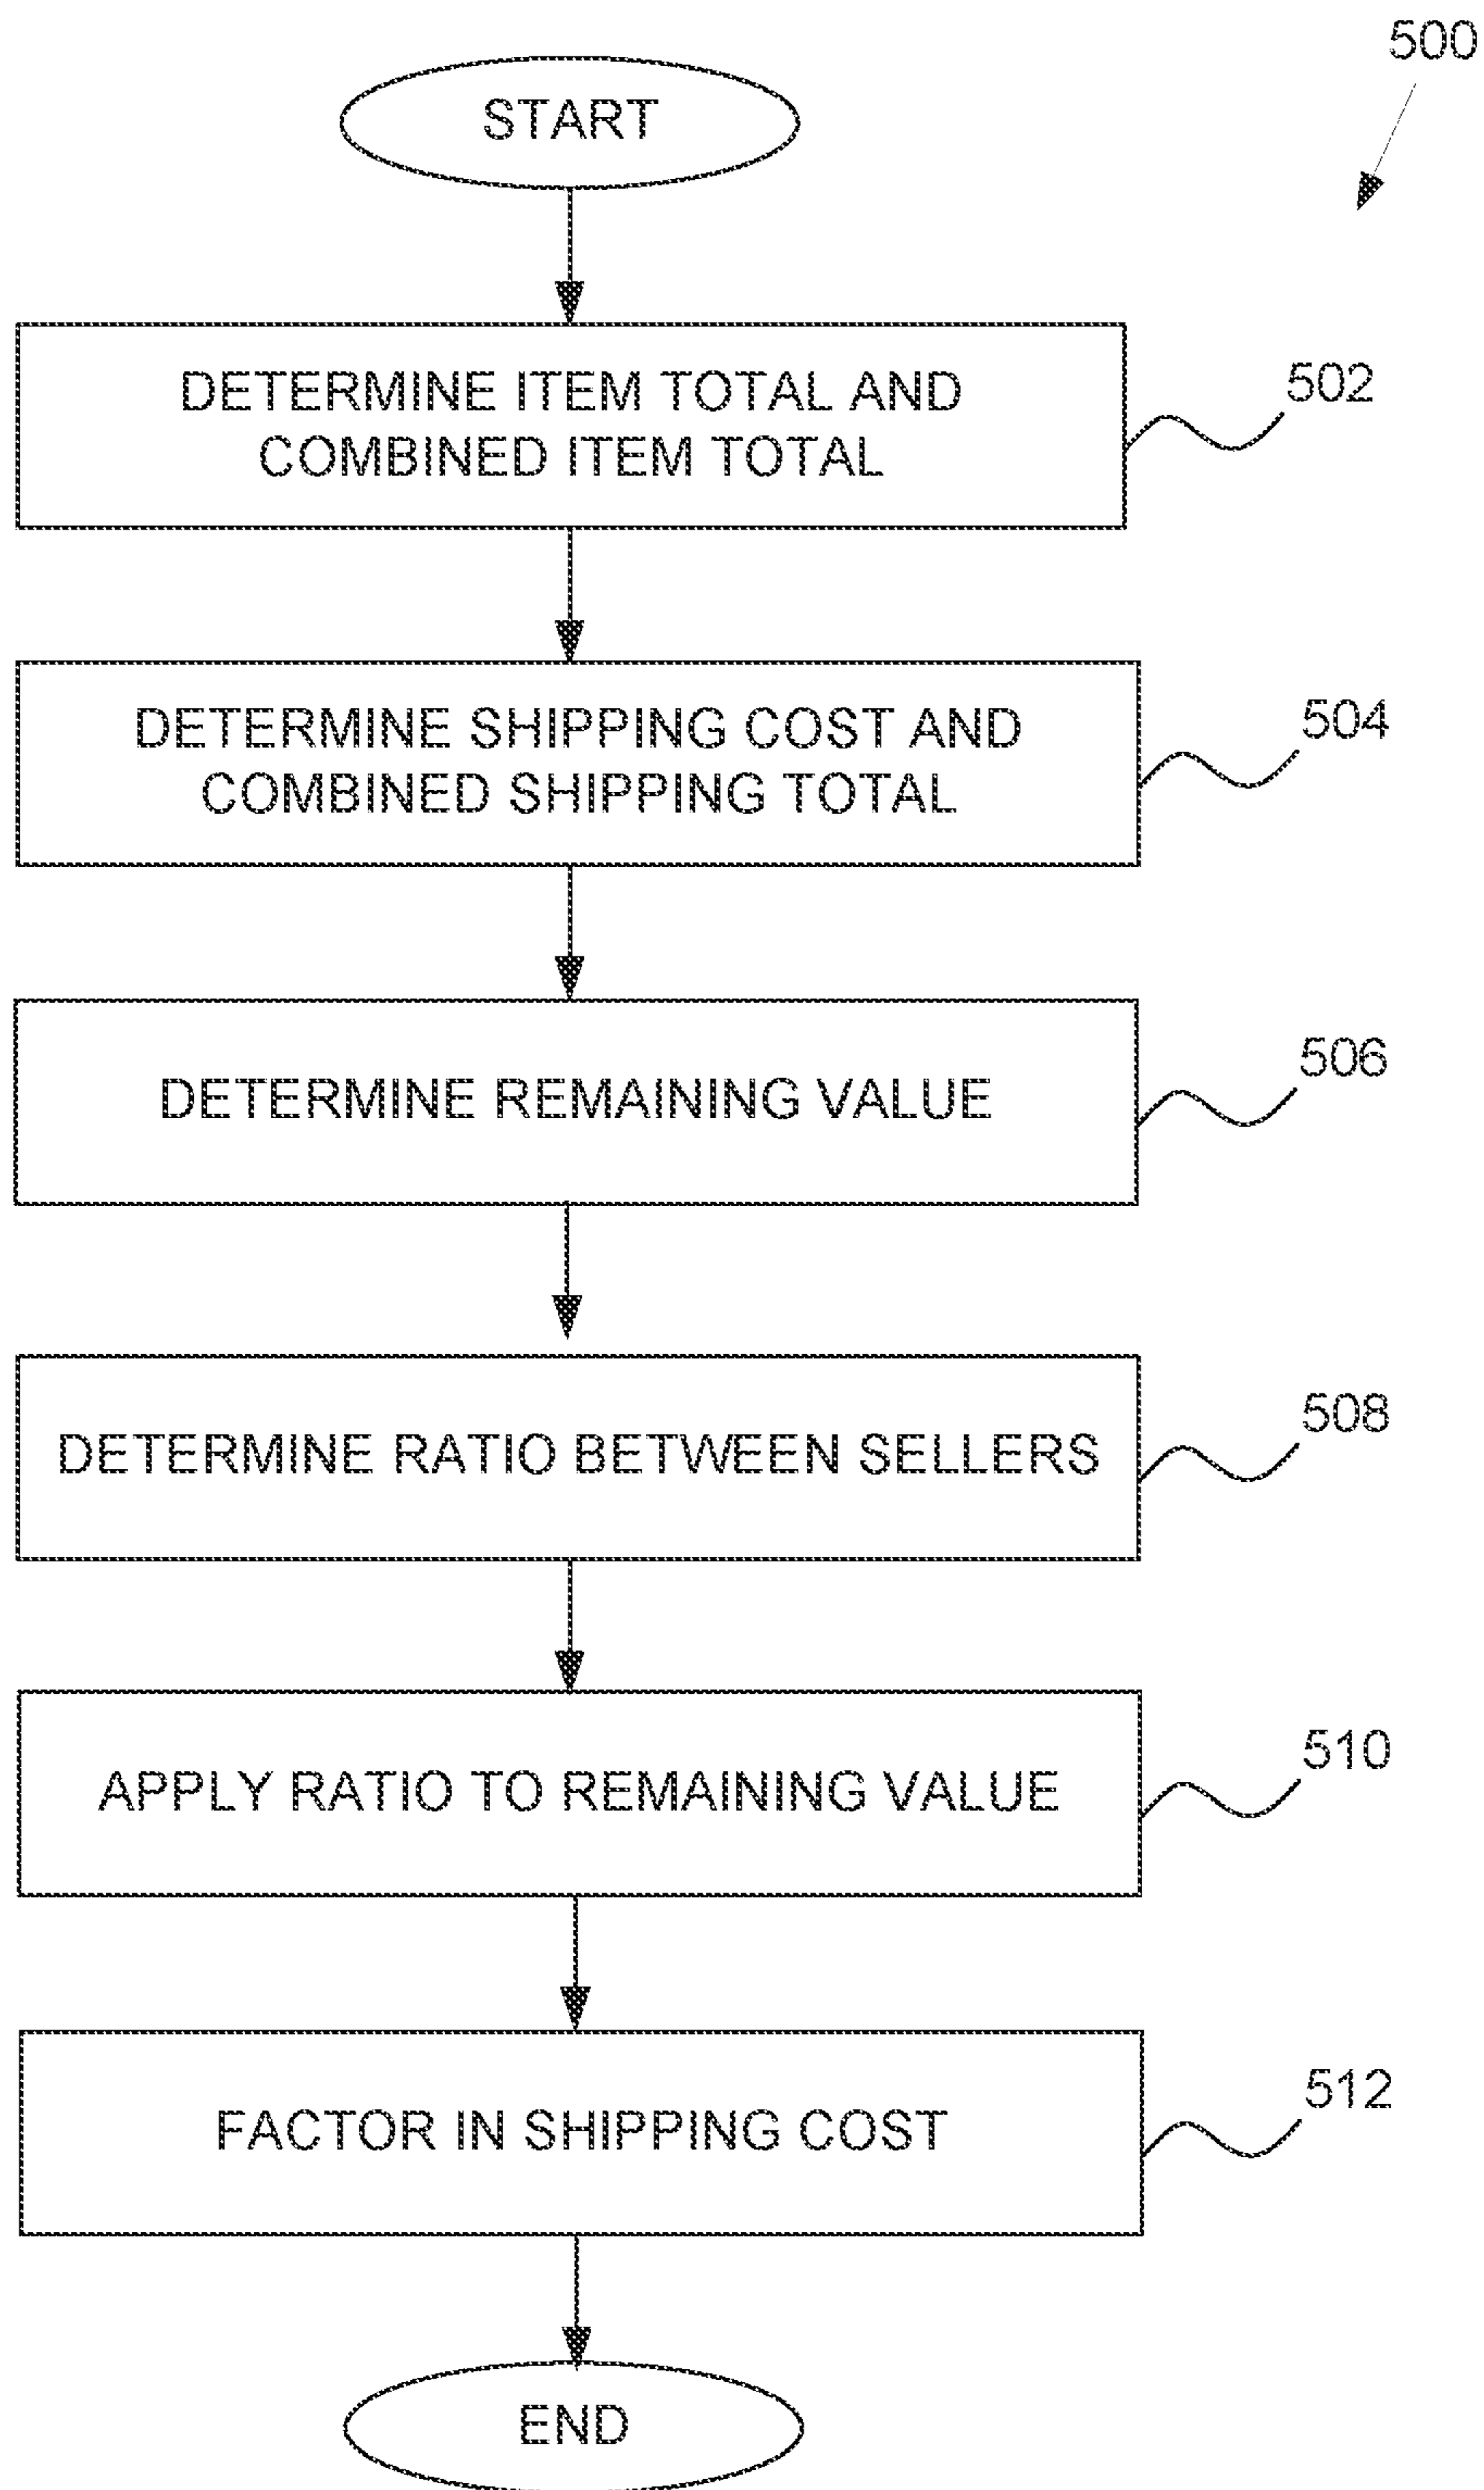 500
START
DETERMINE ITEM TOTAL AND
COMBINED ITEM TOTAL
502
DETERMINE SHIPPING COST AND
COMBINED SHIPPING TOTAL
504
DETERMINE REMAINING VALUE
506
DETERMINE RATIO BETWEEN SELLERS
508
APPLY RATIO TO REMAINING VALUE
510
FACTOR IN SHIPPING COST
512
END